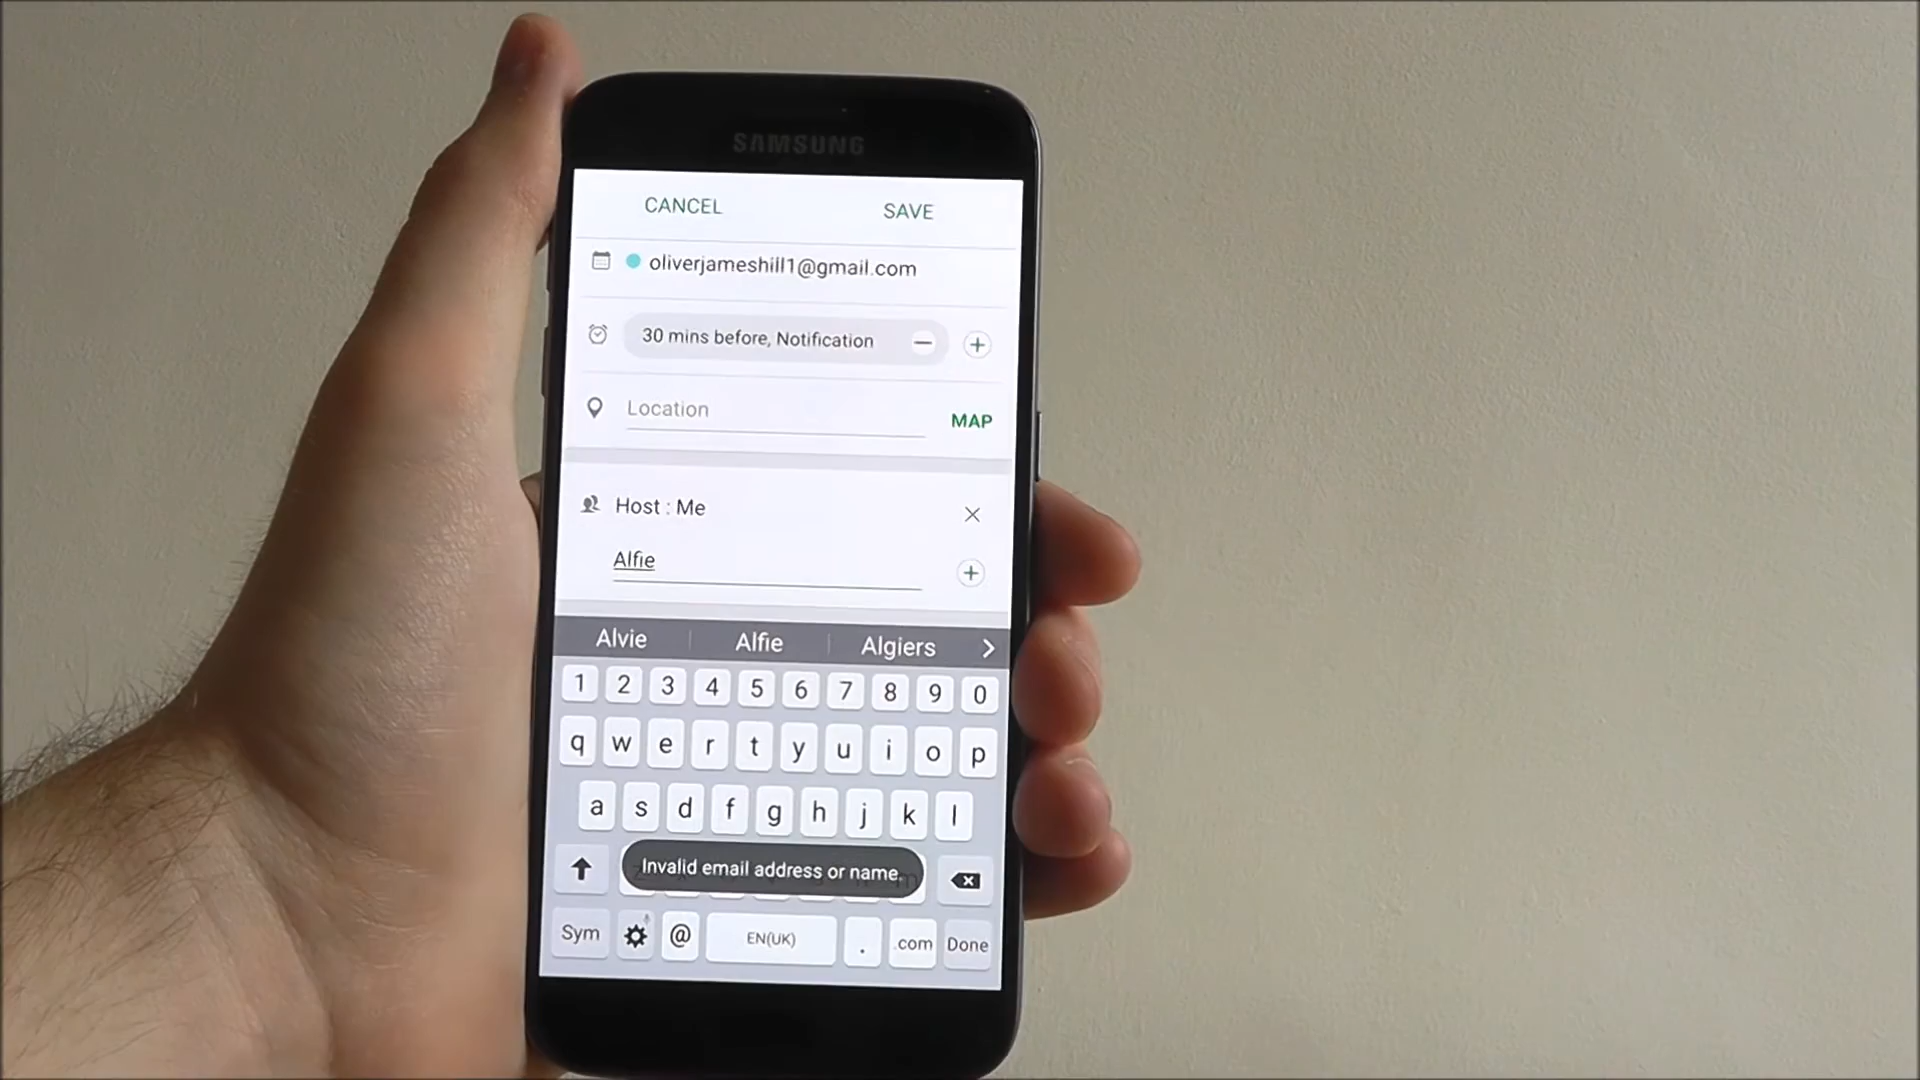 SAMSUNG
CANCEL SAVE
oliverjameshill1@gmail.com
30 mins before, Notification
Location MAP
Host : Me
Alfie
Alvie Alfie Algiers
1 2 3 4 5 6 7 8 9 0
q w e r t y u i o p
a s d f g h j k l
Invalid email address or name.
Sym @ EN(UK) . .com Done